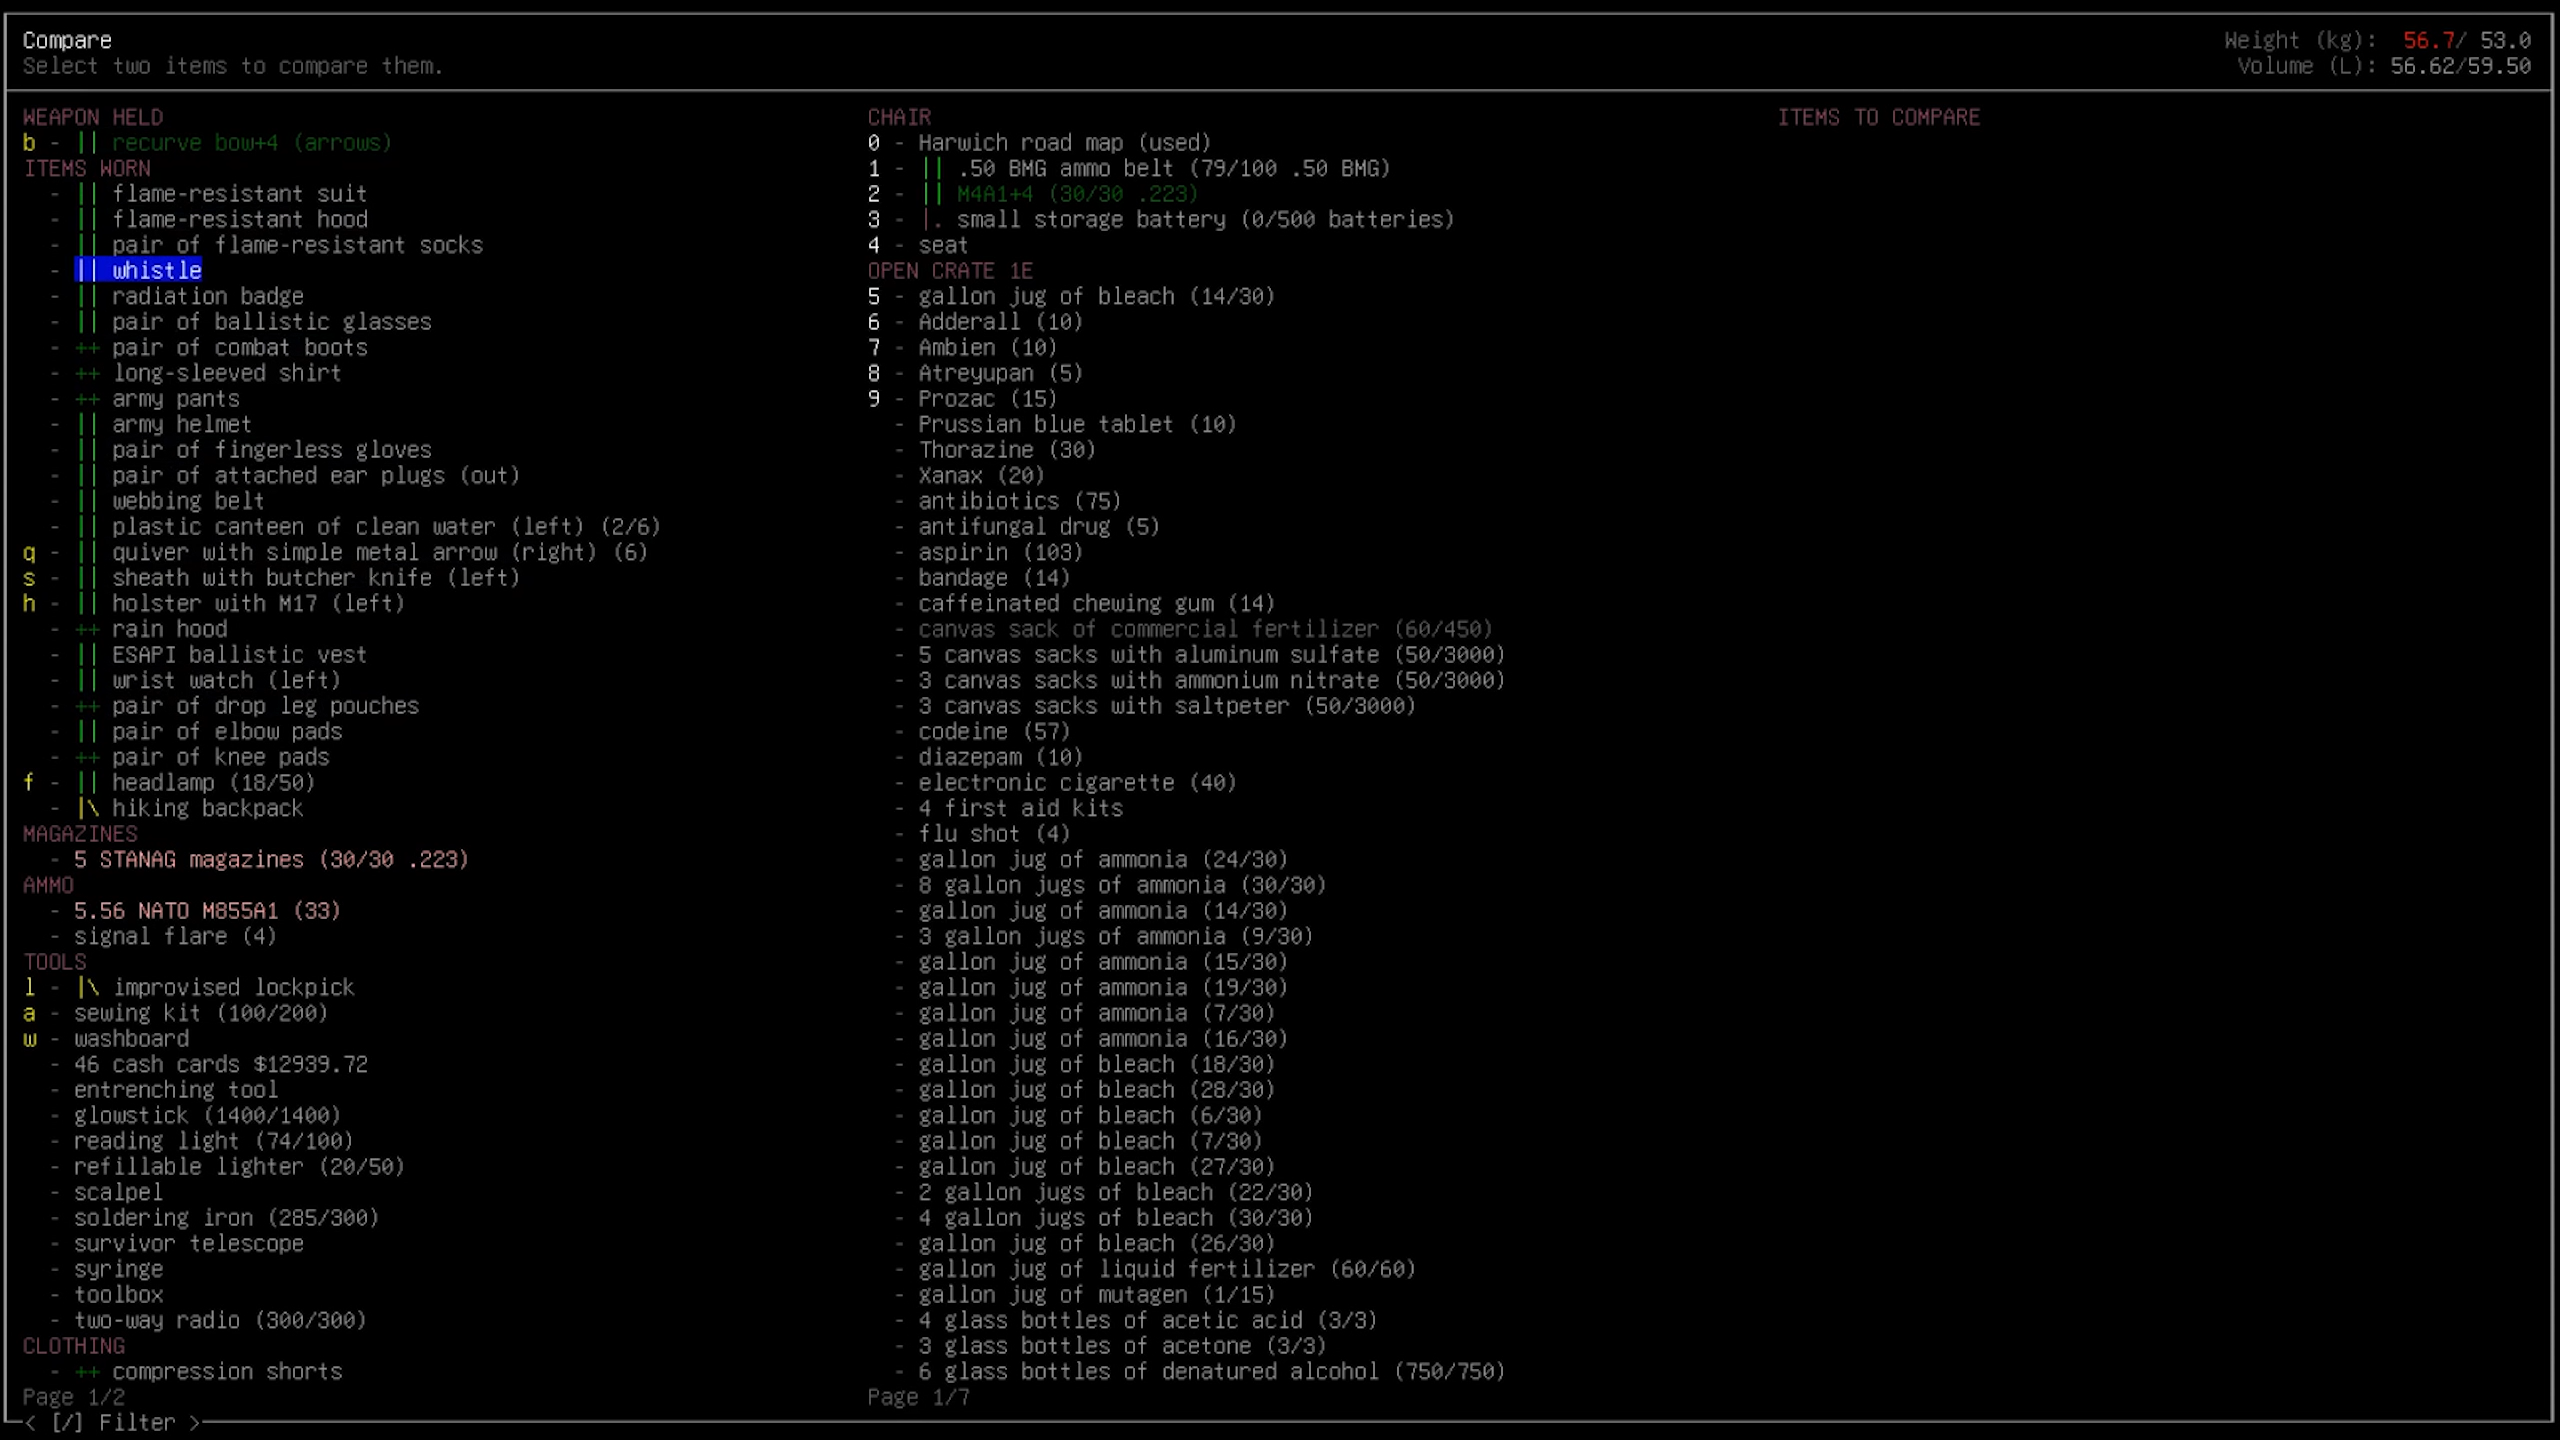 Compare
Select two items to compare them.
Weight (kg): 56.7/ 53.0
Volume (L): 56.62/59.50
WEAPON HELD
b - || recurve bow+4 (arrows)
ITEMS WORN
- || flame-resistant suit
- || flame-resistant hood
- || pair of flame-resistant socks
- || whistle
- || radiation badge
- || pair of ballistic glasses
- ++ pair of combat boots
- ++ long-sleeved shirt
- ++ army pants
- || army helmet
- || pair of fingerless gloves
- || pair of attached ear plugs (out)
- || webbing belt
- || plastic canteen of clean water (left) (2/6)
q - || quiver with simple metal arrow (right) (6)
s - || sheath with butcher knife (left)
h - || holster with M17 (left)
- ++ rain hood
- || ESAPI ballistic vest
- || wrist watch (left)
- ++ pair of drop leg pouches
- || pair of elbow pads
- ++ pair of knee pads
f - || headlamp (18/50)
- |\ hiking backpack
MAGAZINES
- 5 STANAG magazines (30/30 .223)
AMMO
- 5.56 NATO M855A1 (33)
- signal flare (4)
TOOLS
l - |\ improvised lockpick
a - sewing kit (100/200)
w - washboard
- 46 cash cards $12939.72
- entrenching tool
- glowstick (1400/1400)
- reading light (74/100)
- refillable lighter (20/50)
- scalpel
- soldering iron (285/300)
- survivor telescope
- syringe
- toolbox
- two-way radio (300/300)
CLOTHING
- ++ compression shorts
Page 1/2
< [/] Filter >
CHAIR
0 - Harwich road map (used)
1 - || .50 BMG ammo belt (79/100 .50 BMG)
2 - || M4A1+4 (30/30 .223)
3 - |. small storage battery (0/500 batteries)
4 - seat
OPEN CRATE 1E
5 - gallon jug of bleach (14/30)
6 - Adderall (10)
7 - Ambien (10)
8 - Atreyupan (5)
9 - Prozac (15)
- Prussian blue tablet (10)
- Thorazine (30)
- Xanax (20)
- antibiotics (75)
- antifungal drug (5)
- aspirin (103)
- bandage (14)
- caffeinated chewing gum (14)
- canvas sack of commercial fertilizer (60/450)
- 5 canvas sacks with aluminum sulfate (50/3000)
- 3 canvas sacks with ammonium nitrate (50/3000)
- 3 canvas sacks with saltpeter (50/3000)
- codeine (57)
- diazepam (10)
- electronic cigarette (40)
- 4 first aid kits
- flu shot (4)
- gallon jug of ammonia (24/30)
- 8 gallon jugs of ammonia (30/30)
- gallon jug of ammonia (14/30)
- 3 gallon jugs of ammonia (9/30)
- gallon jug of ammonia (15/30)
- gallon jug of ammonia (19/30)
- gallon jug of ammonia (7/30)
- gallon jug of ammonia (16/30)
- gallon jug of bleach (18/30)
- gallon jug of bleach (28/30)
- gallon jug of bleach (6/30)
- gallon jug of bleach (7/30)
- gallon jug of bleach (27/30)
- 2 gallon jugs of bleach (22/30)
- 4 gallon jugs of bleach (30/30)
- gallon jug of bleach (26/30)
- gallon jug of liquid fertilizer (60/60)
- gallon jug of mutagen (1/15)
- 4 glass bottles of acetic acid (3/3)
- 3 glass bottles of acetone (3/3)
- 6 glass bottles of denatured alcohol (750/750)
Page 1/7
ITEMS TO COMPARE